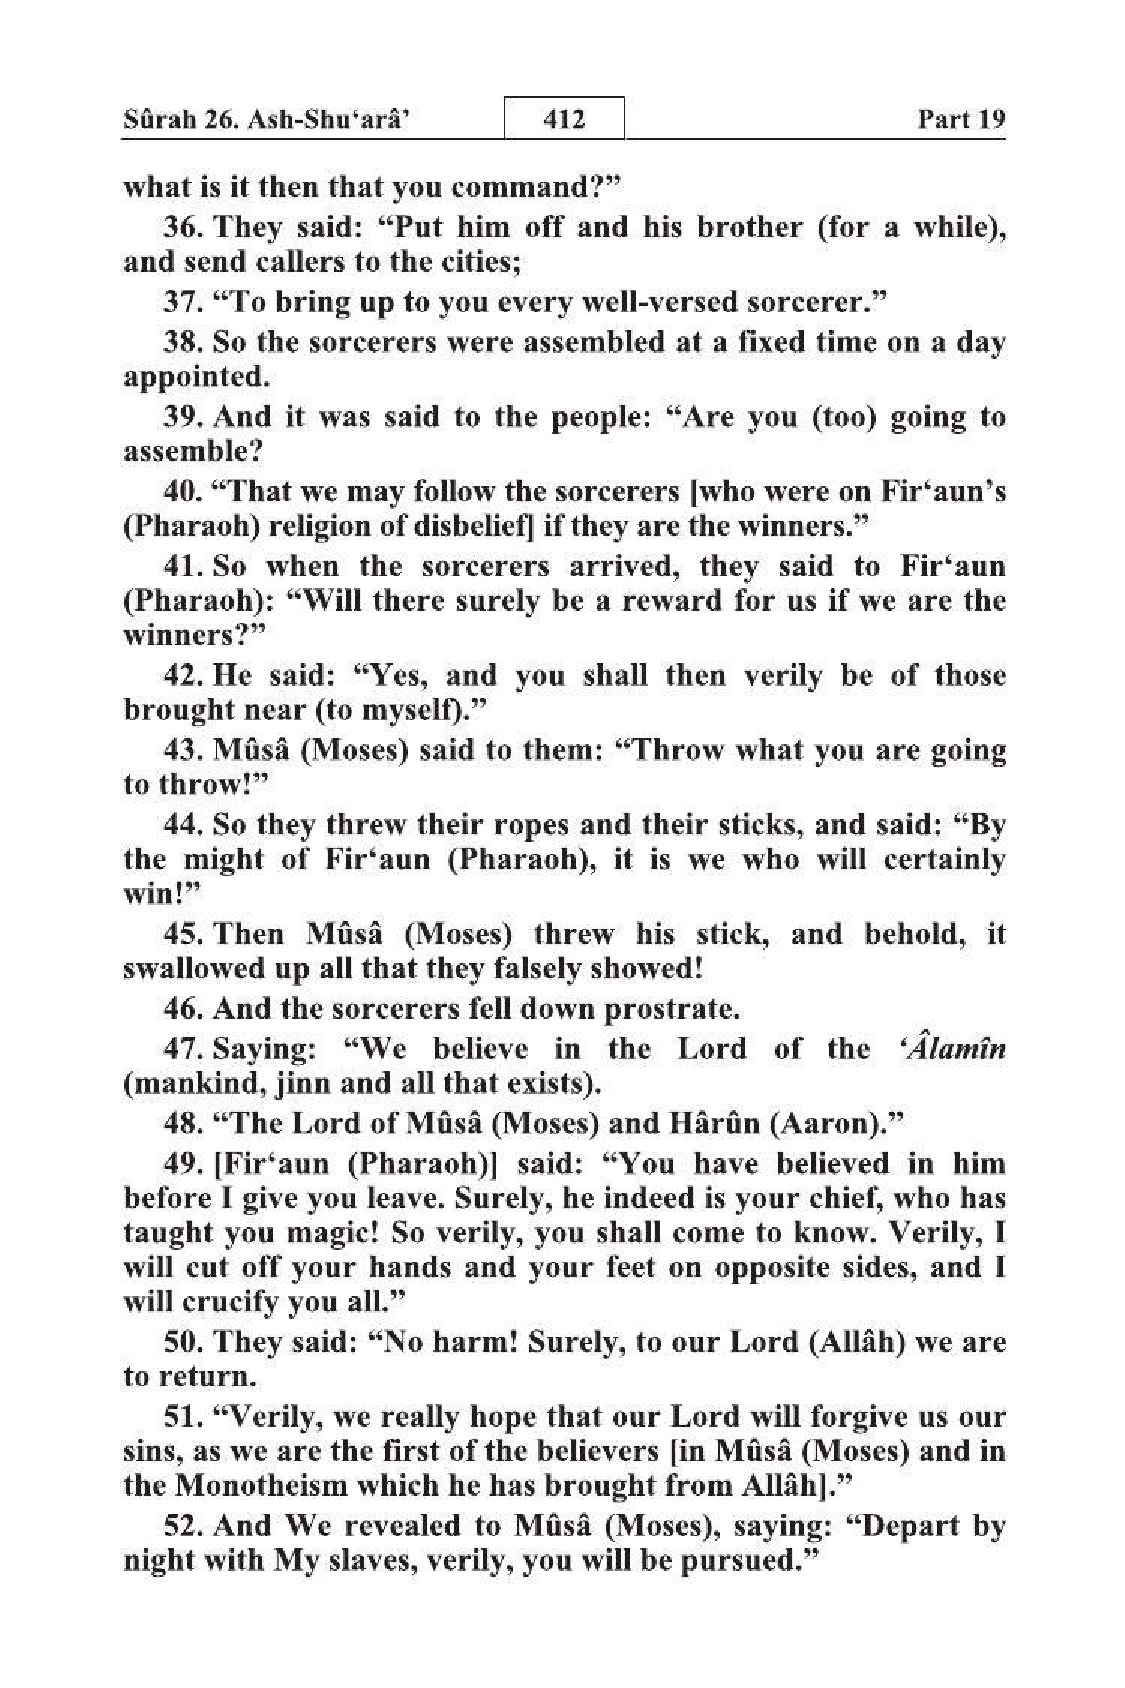 Sûrah 26. Ash-Shu‘arâ’ 412 Part 19
what is it then that you command?”
36. They said: “Put him off and his brother (for a while),
and send callers to the cities;
37. “To bring up to you every well-versed sorcerer.”
38. So the sorcerers were assembled at a fixed time on a day
appointed.
39. And it was said to the people: “Are you (too) going to
assemble?
40. “That we may follow the sorcerers [who were on Fir‘aun’s
(Pharaoh) religion of disbelief] if they are the winners.”
41. So when the sorcerers arrived, they said to Fir‘aun
(Pharaoh): “Will there surely be a reward for us if we are the
winners?”
42. He said: “Yes, and you shall then verily be of those
brought near (to myself).”
43. Mûsâ (Moses) said to them: “Throw what you are going
to throw!”
44. So they threw their ropes and their sticks, and said: “By
the might of Fir‘aun (Pharaoh), it is we who will certainly
win!”
45. Then Mûsâ (Moses) threw his stick, and behold, it
swallowed up all that they falsely showed!
46. And the sorcerers fell down prostrate.
47. Saying: “We believe in the Lord of the ‘Âlamîn
(mankind, jinn and all that exists).
48. “The Lord of Mûsâ (Moses) and Hârûn (Aaron).”
49. [Fir‘aun (Pharaoh)] said: “You have believed in him
before I give you leave. Surely, he indeed is your chief, who has
taught you magic! So verily, you shall come to know. Verily, I
will cut off your hands and your feet on opposite sides, and I
will crucify you all.”
50. They said: “No harm! Surely, to our Lord (Allâh) we are
to return.
51. “Verily, we really hope that our Lord will forgive us our
sins, as we are the first of the believers [in Mûsâ (Moses) and in
the Monotheism which he has brought from Allâh].”
52. And We revealed to Mûsâ (Moses), saying: “Depart by
night with My slaves, verily, you will be pursued.”